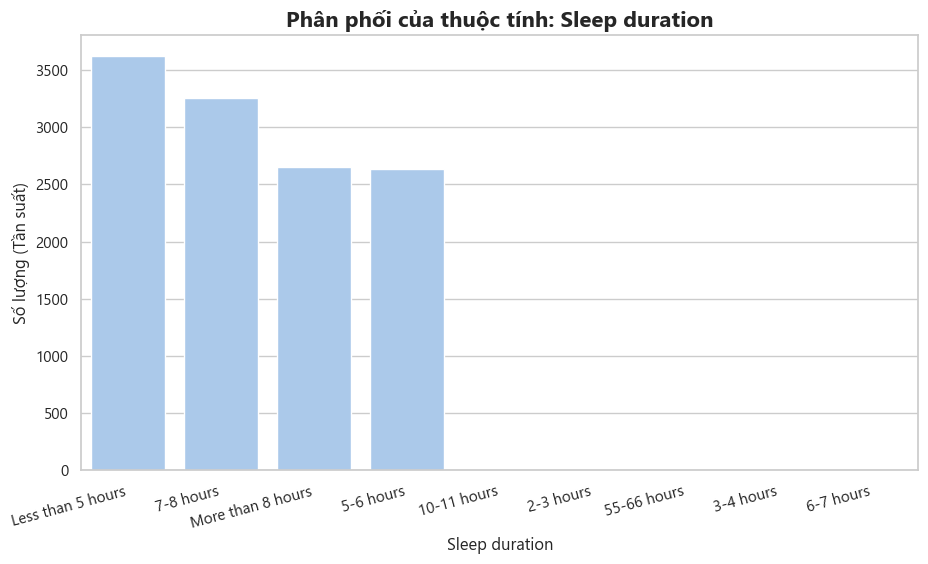 Phân phối của thuộc tính: Sleep duration
Số lượng (Tần suất)
3500
3000
2500
2000
1500
1000
500
0
Less than 5 hours
7-8 hours
More than 8 hours
5-6 hours
10-11 hours
2-3 hours
55-66 hours
3-4 hours
6-7 hours
Sleep duration